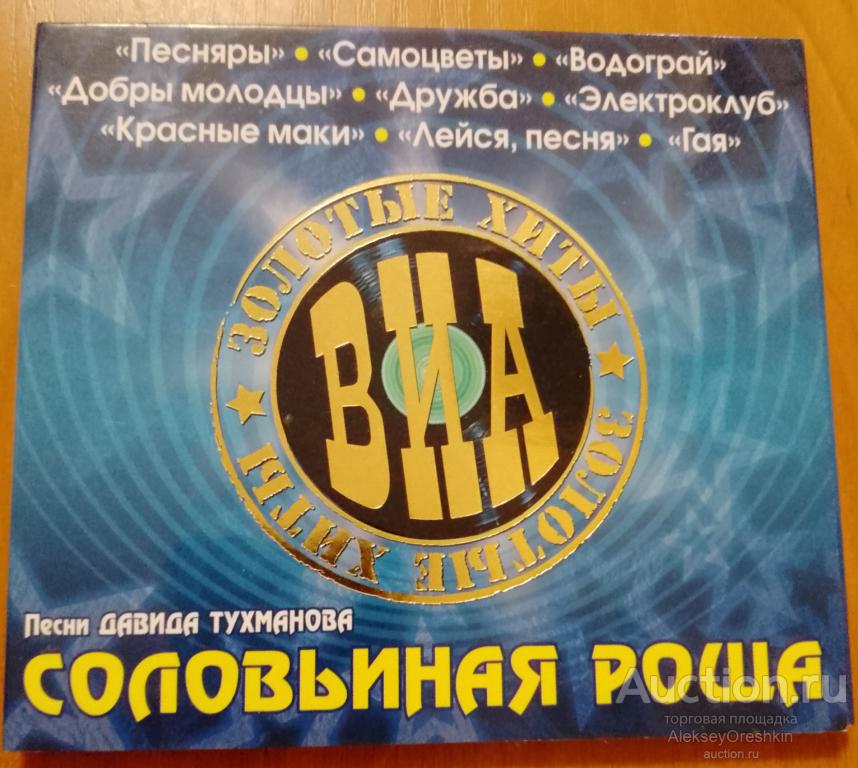 «Песняры» • «Самоцветы» • «Водограй»
«Добры молодцы» • «Дружба» • «Электроклуб»
«Красные маки» • «Лейся, песня» • «Гая»
ЗОЛОТЫЕ ХИТЫ ★ ЗОЛОТЫЕ ХИТЫ ★
ВИА
Песни ДАВИДА ТУХМАНОВА
СОЛОВЬИНАЯ РОЩА
Auction.ru
торговая площадка
AlekseyOreshkin
auction.ru